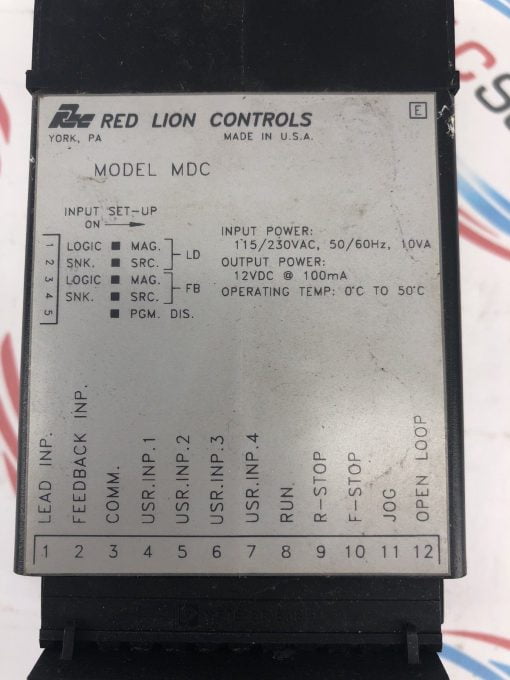 RLC RED LION CONTROLS
YORK, PA MADE IN U.S.A.
E
MODEL MDC
INPUT SET-UP
ON
1 LOGIC MAG.
2 SNK. SRC. LD
3 LOGIC MAG.
4 SNK. SRC. FB
5 PGM. DIS.
INPUT POWER:
115/230VAC, 50/60Hz, 10VA
OUTPUT POWER:
12VDC @ 100mA
OPERATING TEMP: 0°C TO 50°C
LEAD INP.
FEEDBACK INP.
COMM.
USR.INP.1
USR.INP.2
USR.INP.3
USR.INP.4
RUN.
R-STOP
F-STOP
JOG
OPEN LOOP
1 2 3 4 5 6 7 8 9 10 11 12